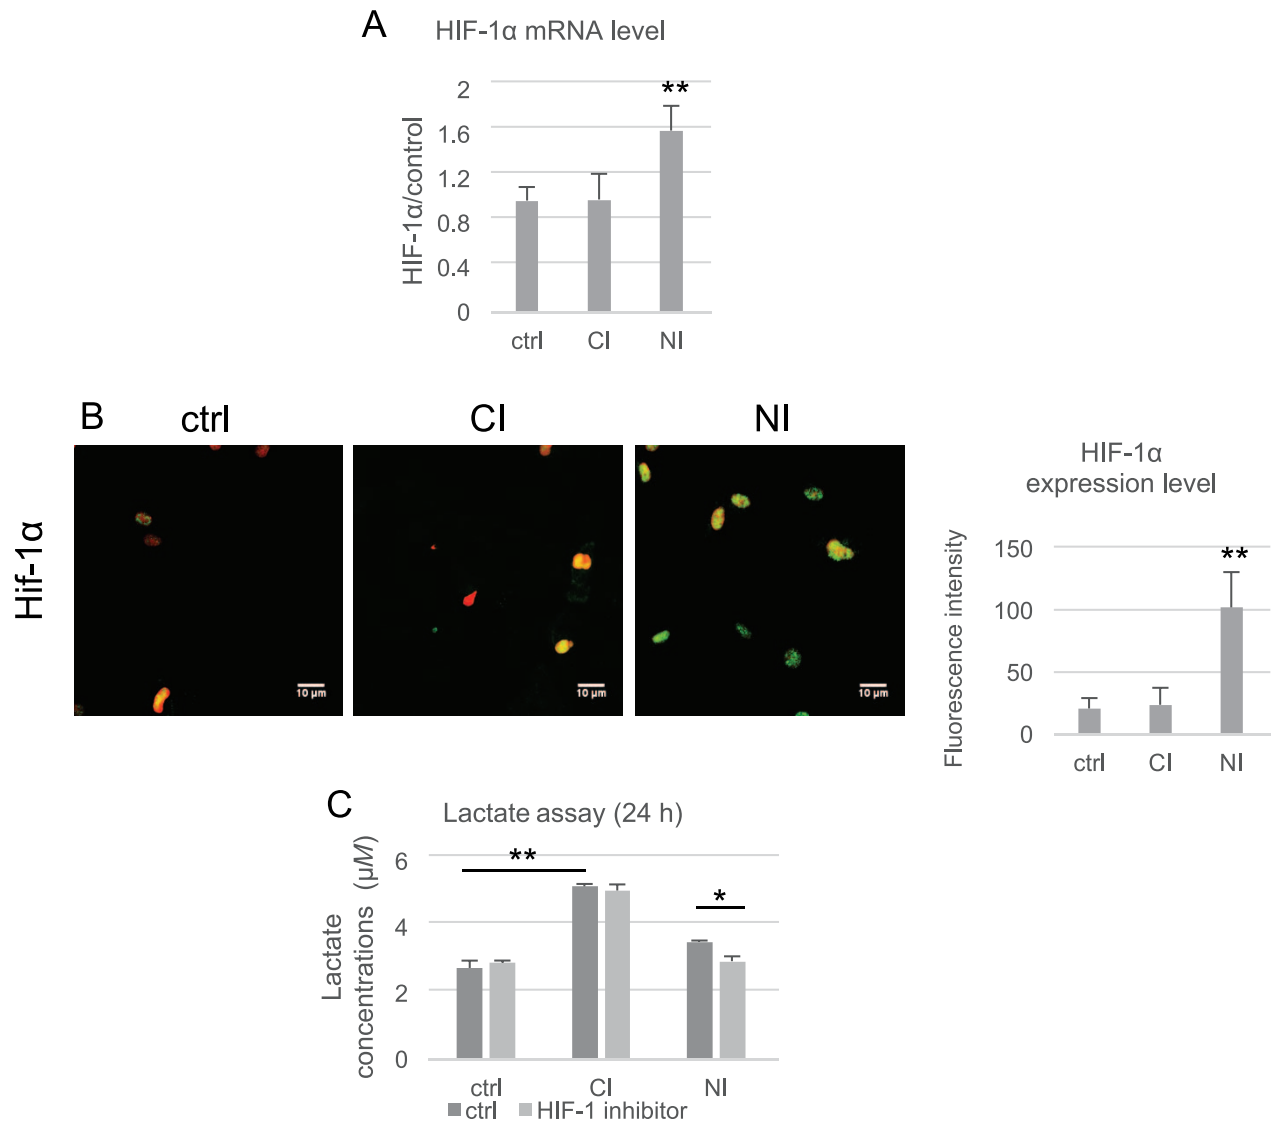 A
HIF-1α mRNA level
HIF-1α/control
2
1.6
1.2
0.8
0.4
0
**
ctrl CI NI
B
ctrl CI NI
Hif-1α
10 µm 10 µm 10 µm
HIF-1α
expression level
Fluorescence intensity
150
100
50
0
**
ctrl CI NI
C
Lactate assay (24 h)
Lactate
concentrations (µM)
6
4
2
0
**
*
ctrl CI NI
ctrl HIF-1 inhibitor